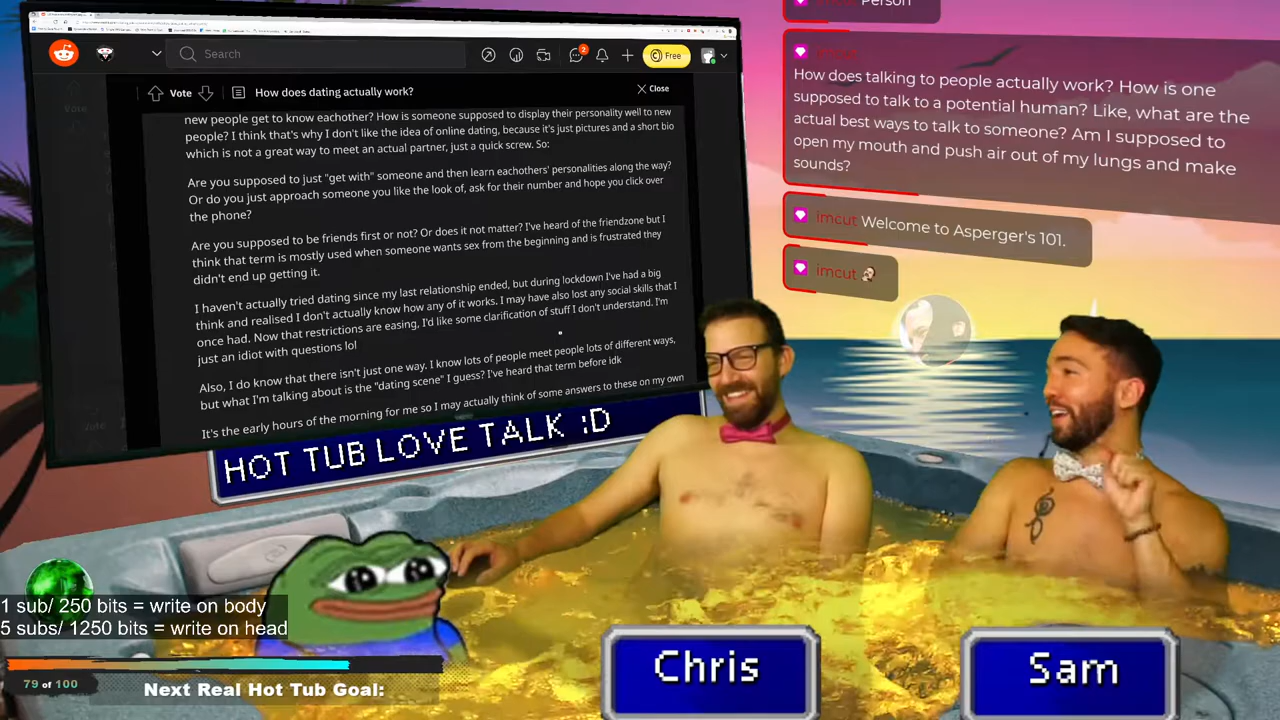 Search
2
Free
Vote
How does dating actually work?
Close
new people get to know eachother? How is someone supposed to display their personality well to new
people? I think that's why I don't like the idea of online dating, because it's just pictures and a short bio
which is not a great way to meet an actual partner, just a quick screw. So:
Are you supposed to just "get with" someone and then learn eachothers' personalities along the way?
Or do you just approach someone you like the look of, ask for their number and hope you click over
the phone?
Are you supposed to be friends first or not? Or does it not matter? I've heard of the friendzone but I
think that term is mostly used when someone wants sex from the beginning and is frustrated they
didn't end up getting it.
I haven't actually tried dating since my last relationship ended, but during lockdown I've had a big
think and realised I don't actually know how any of it works. I may have also lost any social skills that I
once had. Now that restrictions are easing, I'd like some clarification of stuff I don't understand. I'm
just an idiot with questions lol!
Also, I do know that there isn't just one way. I know lots of people meet people lots of different ways,
but what I'm talking about is the "dating scene" I guess? I've heard that term before idk
It's the early hours of the morning for me so I may actually think of some answers to these on my own
HOT TUB LOVE TALK :D
Person
imcut
How does talking to people actually work? How is one
supposed to talk to a potential human? Like, what are the
actual best ways to talk to someone? Am I supposed to
open my mouth and push air out of my lungs and make
sounds?
imcut Welcome to Asperger's 101.
imcut
1 sub/ 250 bits = write on body
5 subs/ 1250 bits = write on head
79 of 100
Next Real Hot Tub Goal:
Chris
Sam